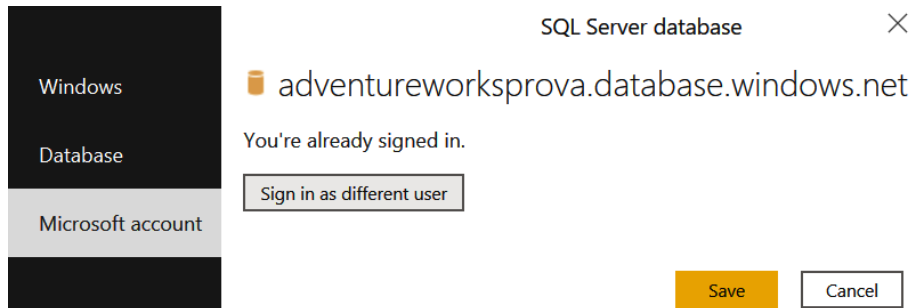 SQL Server database
Windows
Database
Microsoft account
adventureworksprova.database.windows.net
You're already signed in.
Sign in as different user
Save
Cancel